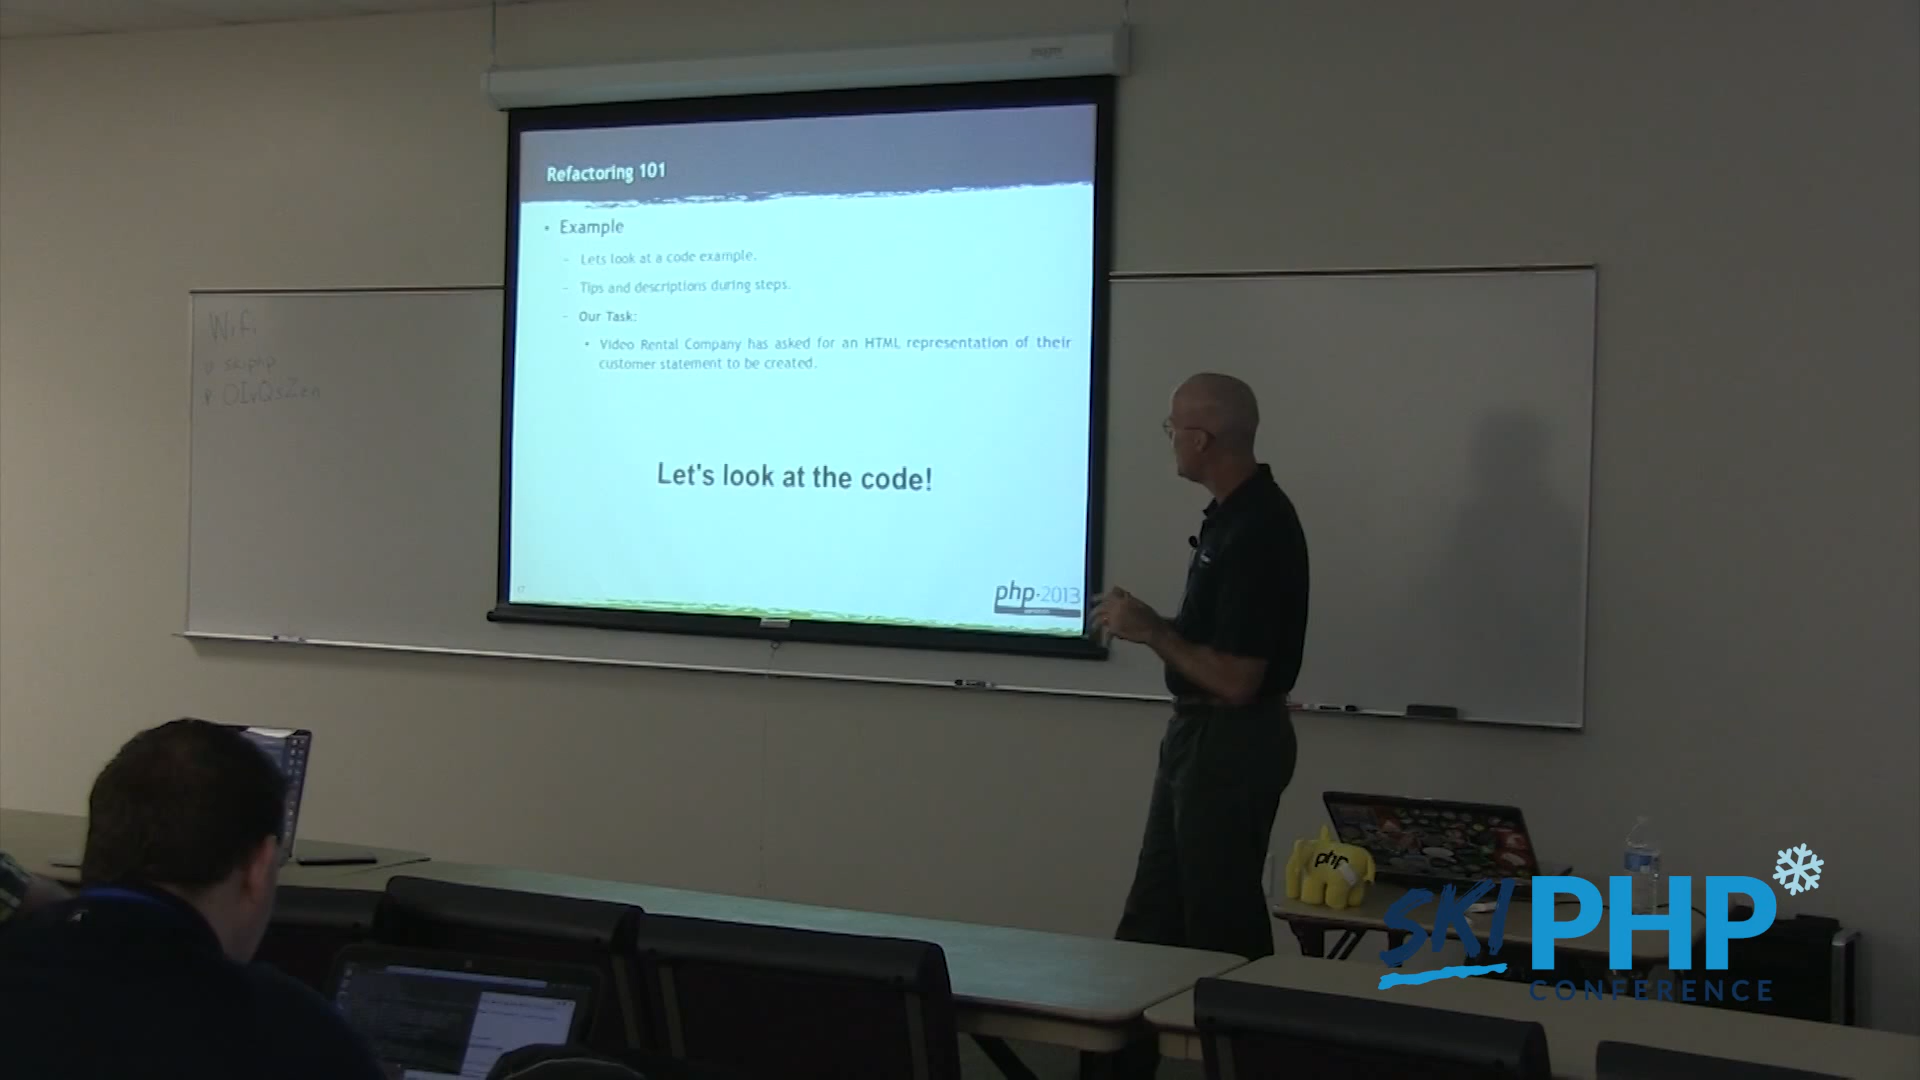 Refactoring 101
• Example
– Lets look at a code example.
– Tips and descriptions during steps.
– Our Task:
• Video Rental Company has asked for an HTML representation of their
customer statement to be created.
Let's look at the code!
17
php·2013
Wifi
skiphp
php
SKI PHP
CONFERENCE